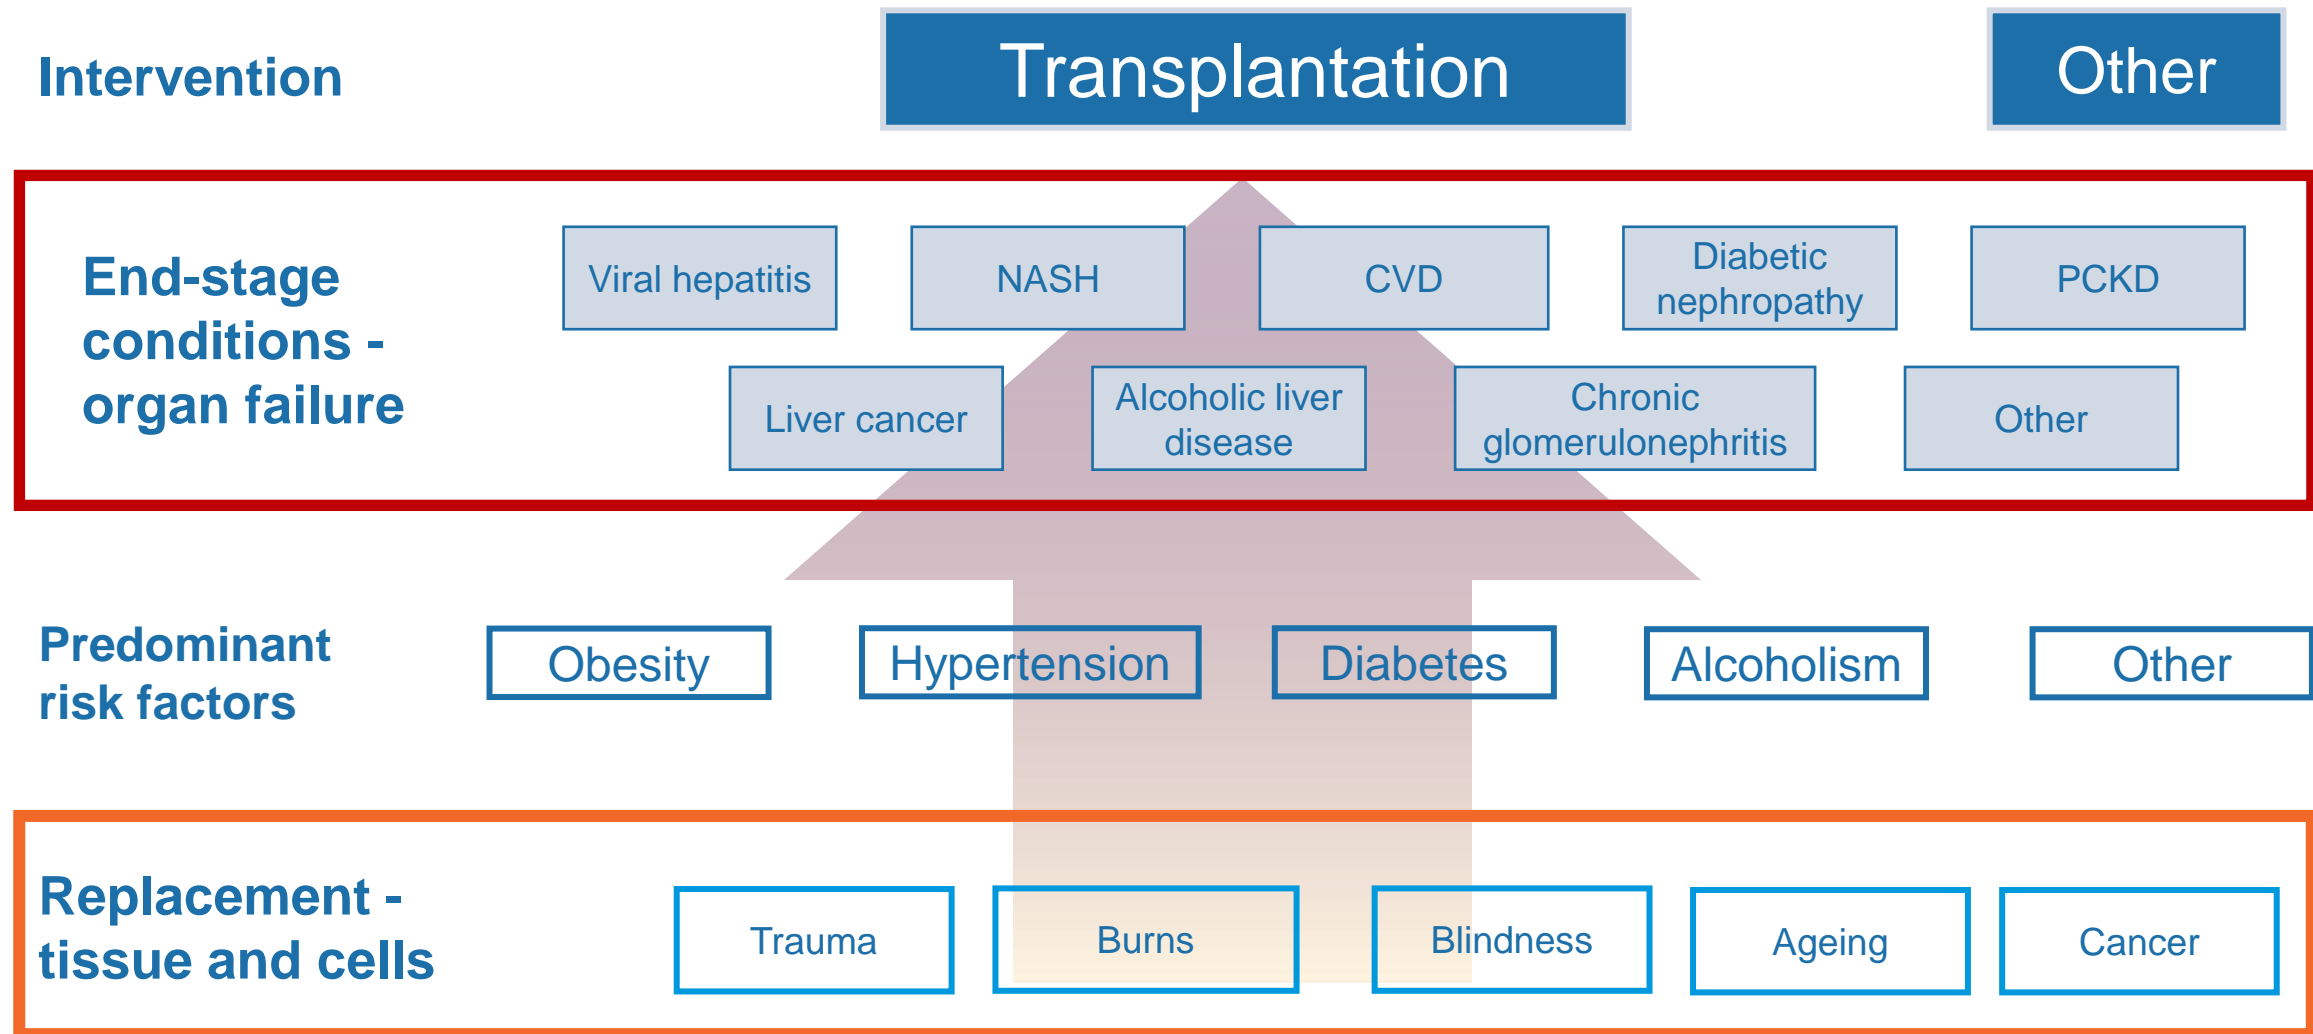 Intervention
Transplantation
Other
End-stage
conditions -
organ failure
Viral hepatitis
NASH
CVD
Diabetic
nephropathy
PCKD
Liver cancer
Alcoholic liver
disease
Chronic
glomerulonephritis
Other
Predominant
risk factors
Obesity
Hypertension
Diabetes
Alcoholism
Other
Replacement -
tissue and cells
Trauma
Burns
Blindness
Ageing
Cancer